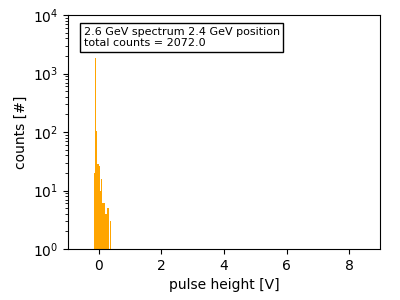 10⁴
2.6 GeV spectrum 2.4 GeV position
total counts = 2072.0
10³
10²
10¹
10⁰
counts [#]
0 2 4 6 8
pulse height [V]